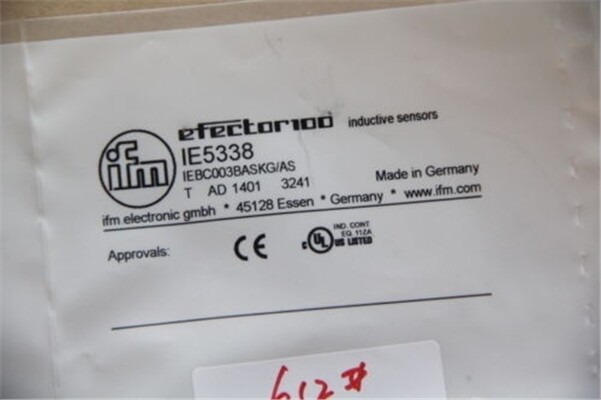 efector100 inductive sensors
ifm
IE5338
IEBC003BASKG/AS
T AD 1401 3241 Made in Germany
ifm electronic gmbh * 45128 Essen * Germany * www.ifm.com
Approvals: CE c UL US LISTED
IND. CONT.
EQ. 11ZA
612#